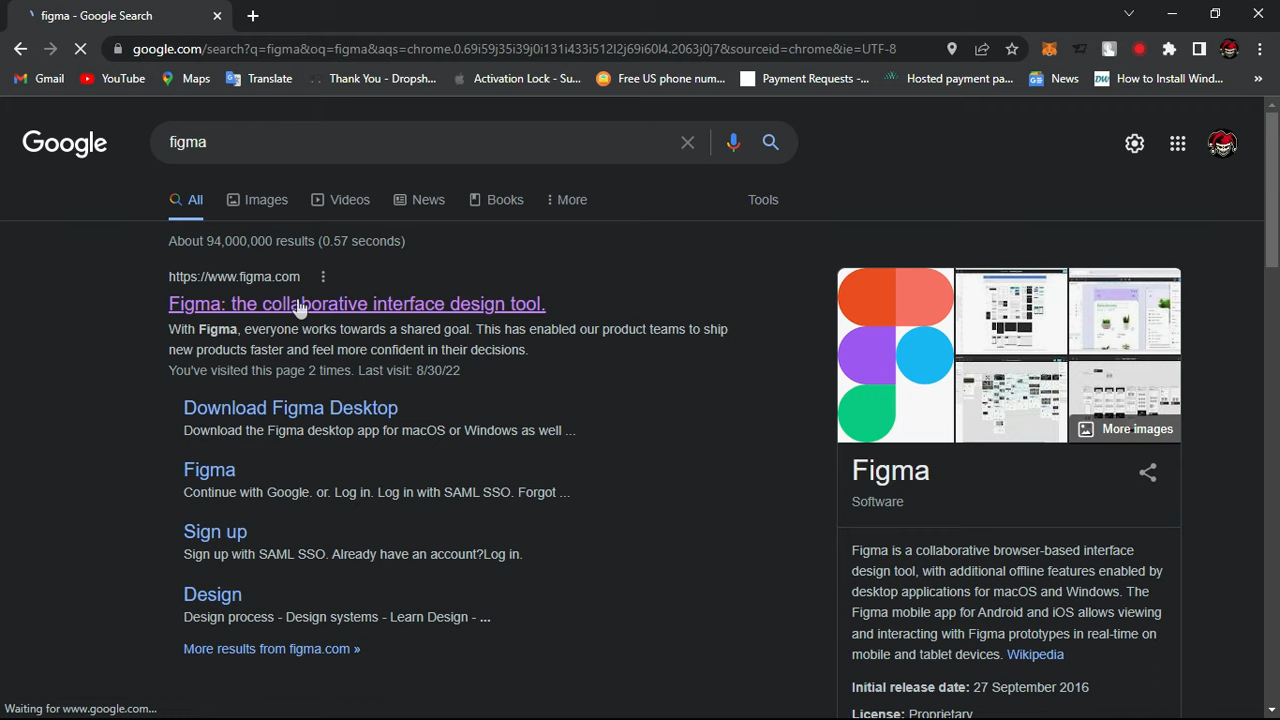 figma - Google Search
google.com/search?q=figma&oq=figma&aqs=chrome.0.69i59j35i39j0i131i433i512l2j69i60l4.2063j0j7&sourceid=chrome&ie=UTF-8
Gmail YouTube Maps Translate Thank You - Dropsh... Activation Lock - Su... Free US phone num... Payment Requests -... Hosted payment pa... News How to Install Wind... »
Google
figma
All Images Videos News Books More Tools
About 94,000,000 results (0.57 seconds)
https://www.figma.com
Figma: the collaborative interface design tool.
With Figma, everyone works towards a shared goal. This has enabled our product teams to ship
new products faster and feel more confident in their decisions.
You've visited this page 2 times. Last visit: 8/30/22
Download Figma Desktop
Download the Figma desktop app for macOS or Windows as well ...
Figma
Continue with Google. or. Log in. Log in with SAML SSO. Forgot ...
Sign up
Sign up with SAML SSO. Already have an account?Log in.
Design
Design process - Design systems - Learn Design - ...
More results from figma.com »
More images
Figma
Software
Figma is a collaborative browser-based interface
design tool, with additional offline features enabled by
desktop applications for macOS and Windows. The
Figma mobile app for Android and iOS allows viewing
and interacting with Figma prototypes in real-time on
mobile and tablet devices. Wikipedia
Initial release date: 27 September 2016
License: Proprietary
Waiting for www.google.com...